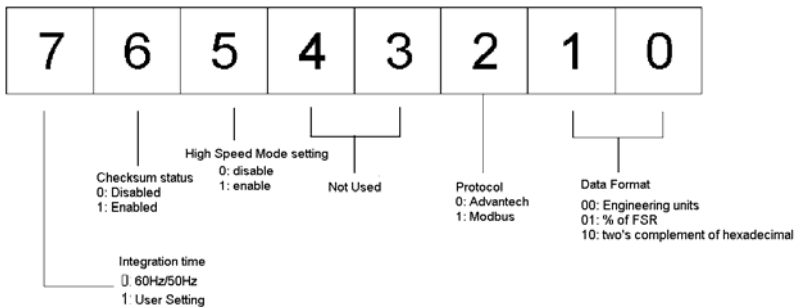 7 6 5 4 3 2 1 0
Checksum status
0: Disabled
1: Enabled
High Speed Mode setting
0: disable
1: enable
Not Used
Protocol
0: Advantech
1: Modbus
Data Format
00: Engineering units
01: % of FSR
10: two's complement of hexadecimal
Integration time
0: 60Hz/50Hz
1: User Setting